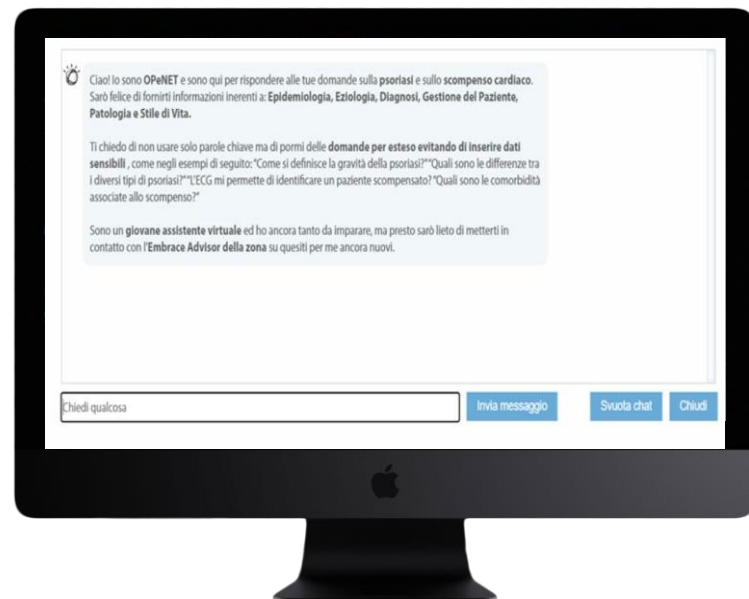 Ciao! Io sono OPeNET e sono qui per rispondere alle tue domande sulla psoriasi e sullo scompenso cardiaco.
Sarò felice di fornirti informazioni inerenti a: Epidemiologia, Eziologia, Diagnosi, Gestione del Paziente,
Patologia e Stile di Vita.
Ti chiedo di non usare solo parole chiave ma di pormi delle domande per esteso evitando di inserire dati
sensibili , come negli esempi di seguito: "Come si definisce la gravità della psoriasi?" "Quali sono le differenze tra
i diversi tipi di psoriasi?" "L'ECG mi permette di identificare un paziente scompensato? "Quali sono le comorbidità
associate allo scompenso?"
Sono un giovane assistente virtuale ed ho ancora tanto da imparare, ma presto sarò lieto di metterti in
contatto con l'Embrace Advisor della zona su quesiti per me ancora nuovi.
Chiedi qualcosa
Invia messaggio
Svuota chat
Chiudi